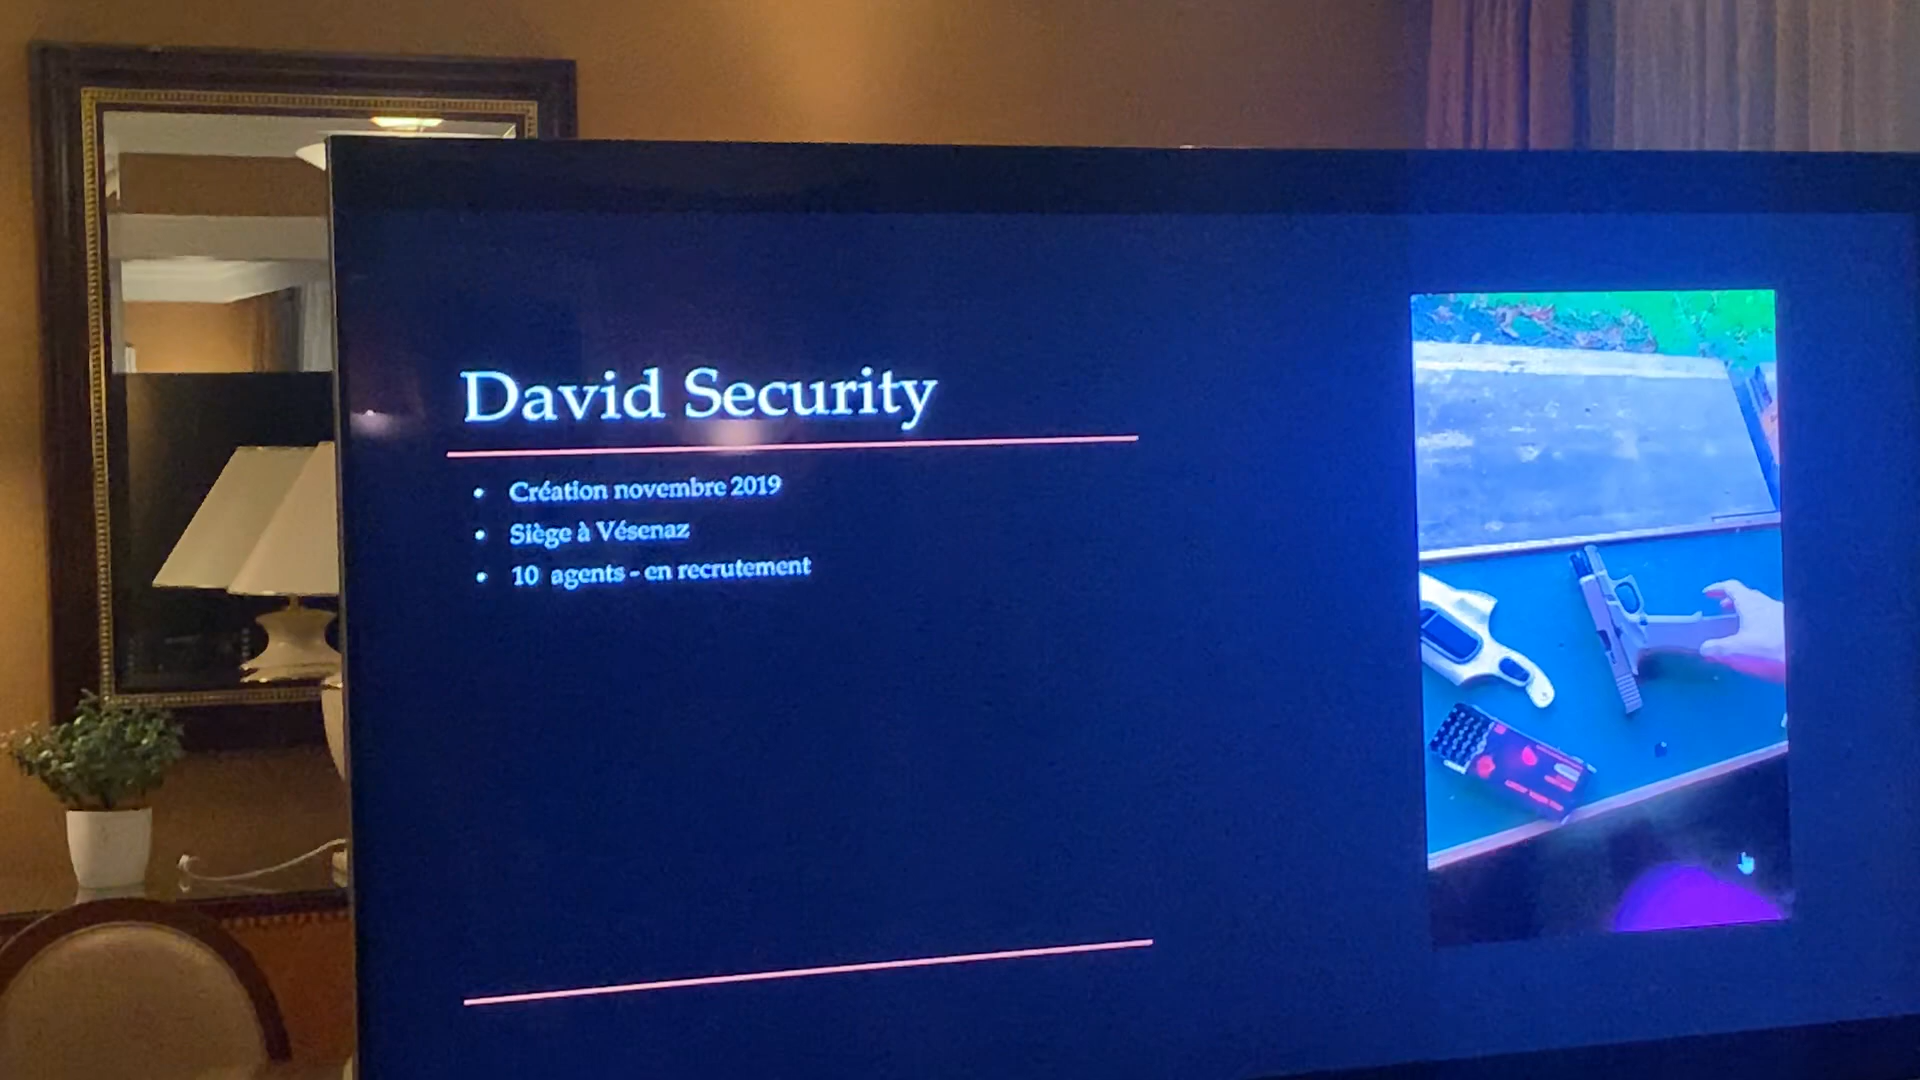 David Security
• Création novembre 2019
• Siège à Vésenaz
• 10 agents - en recrutement